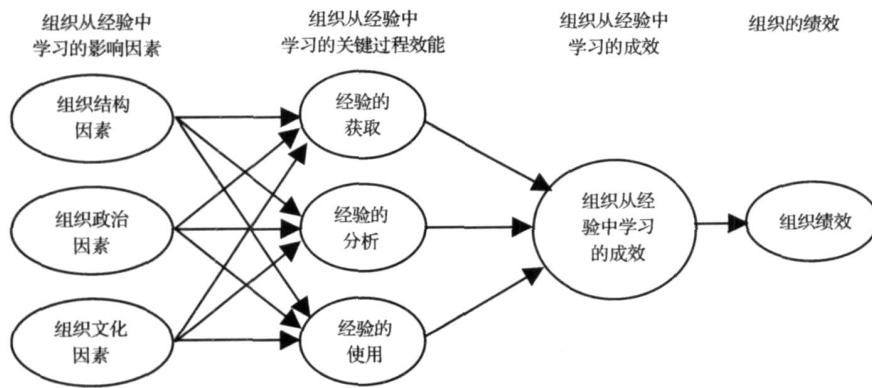 组织从经验中
学习的影响因素
组织从经验中
学习的关键过程效能
组织从经验中
学习的成效
组织的绩效
组织结构
因素
经验的
获取
组织政治
因素
经验的
分析
组织从经
验中学习
的成效
组织绩效
组织文化
因素
经验的
使用